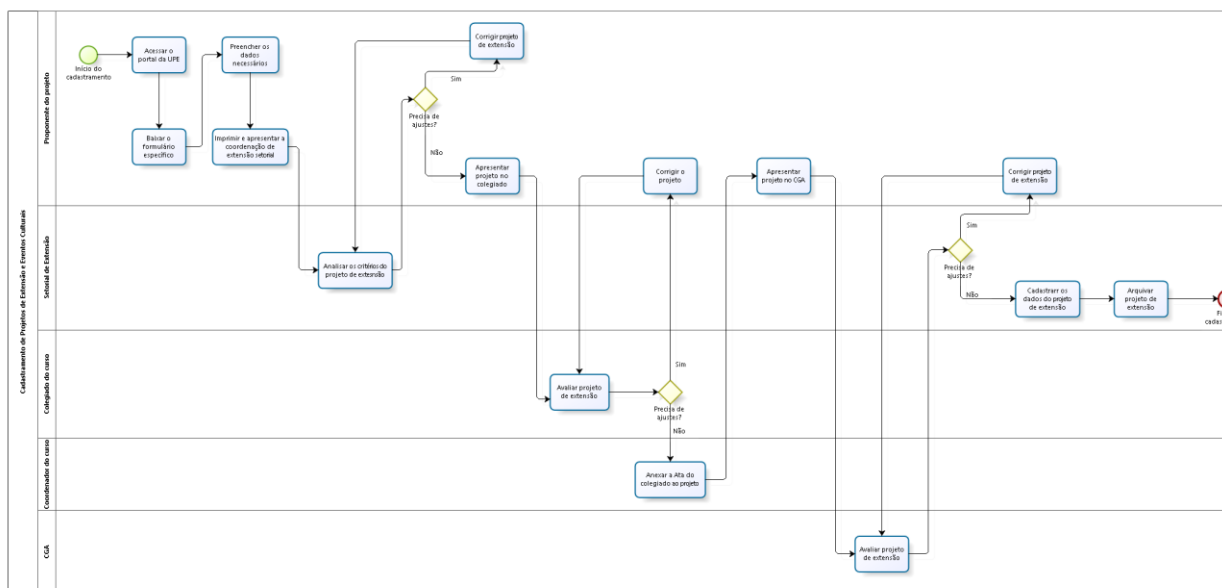 Cadastramento de Projetos de Extensão e Eventos Culturais
Proponente do projeto
Início do
cadastramento
Acessar o
portal da UPE
Baixar o
formulário
específico
Preencher os
dados
necessários
Imprimir e apresentar a
coordenação de
extensão setorial
Corrigir projeto
de extensão
Sim
Precisa de
ajustes?
Não
Apresentar
projeto no
colegiado
Corrigir o
projeto
Apresentar
projeto no CGA
Corrigir projeto
de extensão
Setorial de Extensão
Analisar os critérios do
projeto de extensão
Sim
Precisa de
ajustes?
Não
Cadastrarr os
dados do projeto
de extensão
Arquivar
projeto de
extensão
Colegiado do curso
Avaliar projeto
de extensão
Sim
Precisa de
ajustes?
Não
Coordenador do curso
Anexar a Ata do
colegiado ao projeto
CGA
Avaliar projeto
de extensão